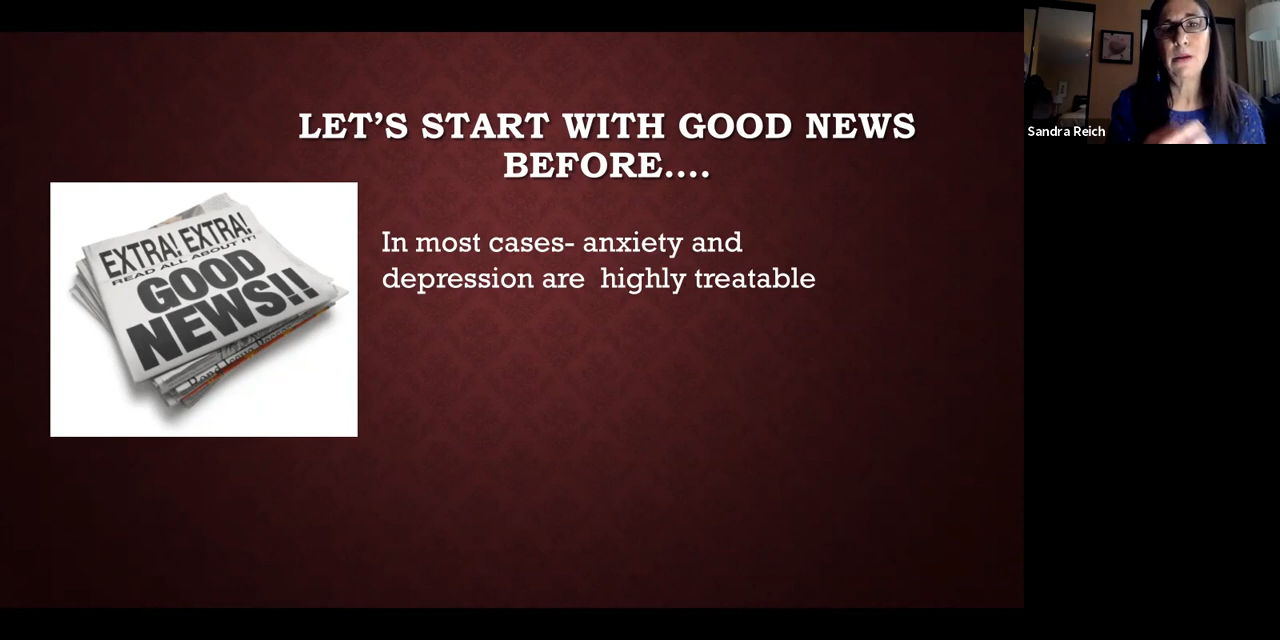 LET’S START WITH GOOD NEWS
BEFORE....
EXTRA! EXTRA!
READ ALL ABOUT IT!
GOOD
NEWS!!
In most cases- anxiety and
depression are  highly treatable
Sandra Reich